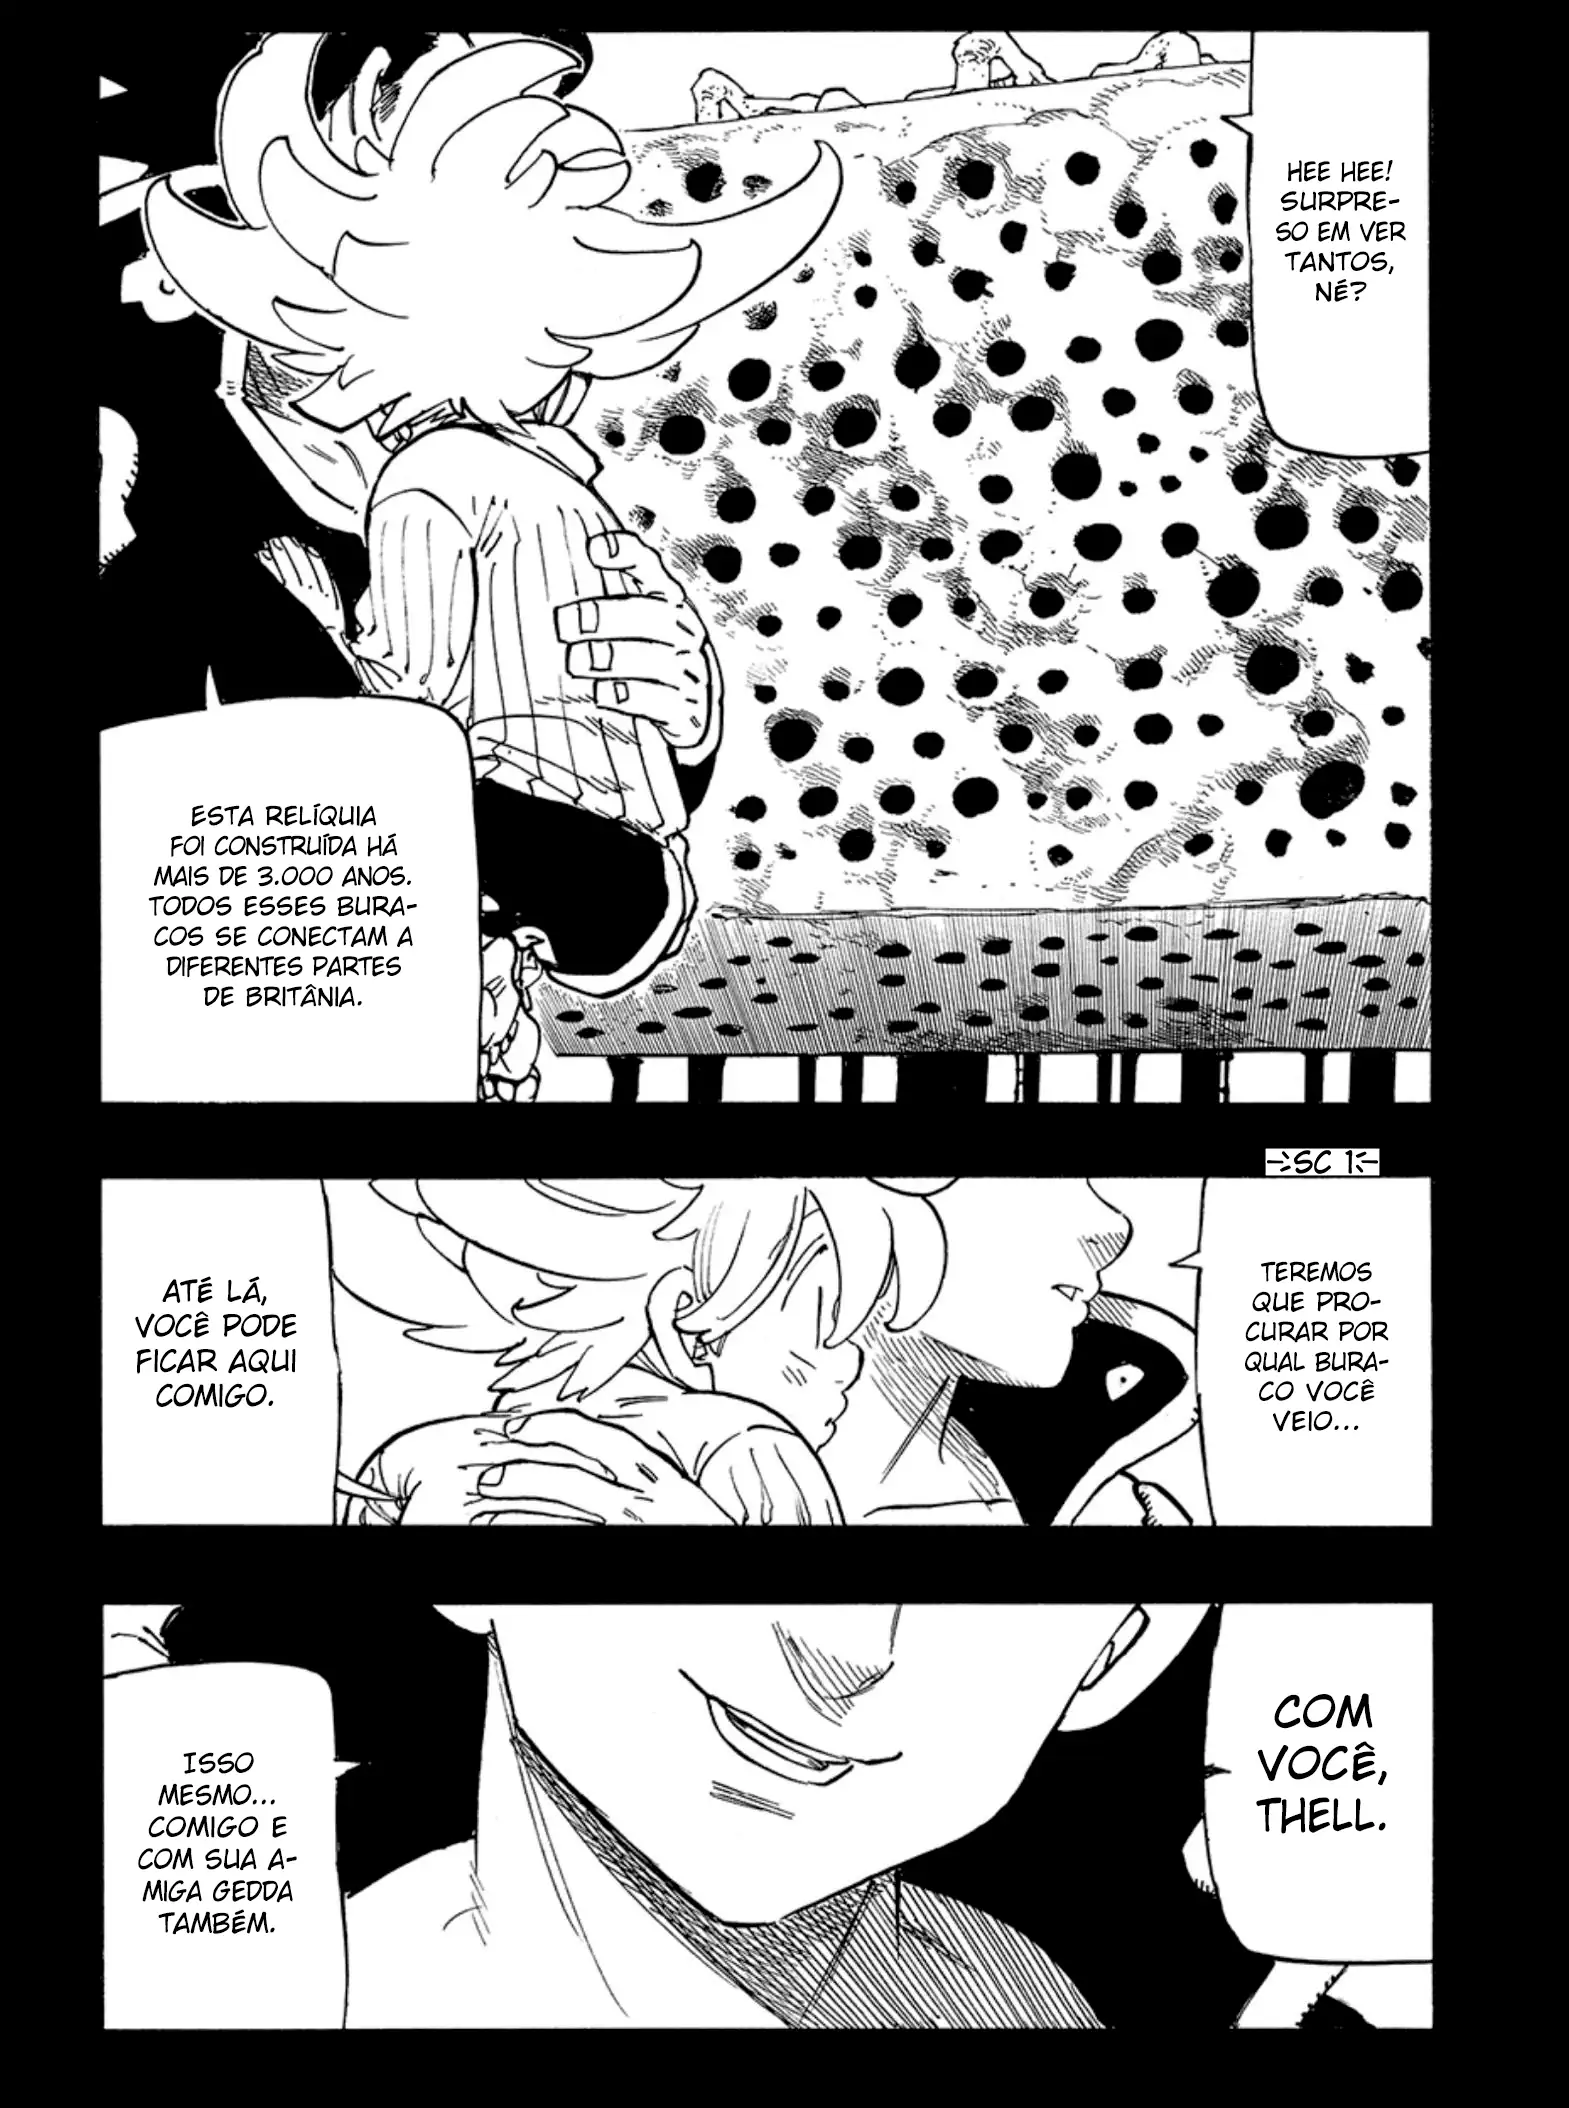 HEE HEE!
SURPRE-
SO EM VER
TANTOS,
NÉ?
ESTA RELÍQUIA
FOI CONSTRUÍDA HÁ
MAIS DE 3.000 ANOS.
TODOS ESSES BURA-
COS SE CONECTAM A
DIFERENTES PARTES
DE BRITÂNIA.
SC 1
TEREMOS
QUE PRO-
CURAR POR
QUAL BURA-
CO VOCÊ
VEIO...
ATÉ LÁ,
VOCÊ PODE
FICAR AQUI
COMIGO.
COM
VOCÊ,
THELL.
ISSO
MESMO...
COMIGO E
COM SUA A-
MIGA GEDDA
TAMBÉM.